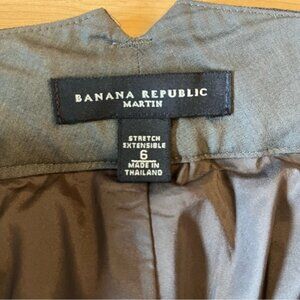 BANANA REPUBLIC
MARTIN
STRETCH
EXTENSIBLE
6
MADE IN
THAILAND